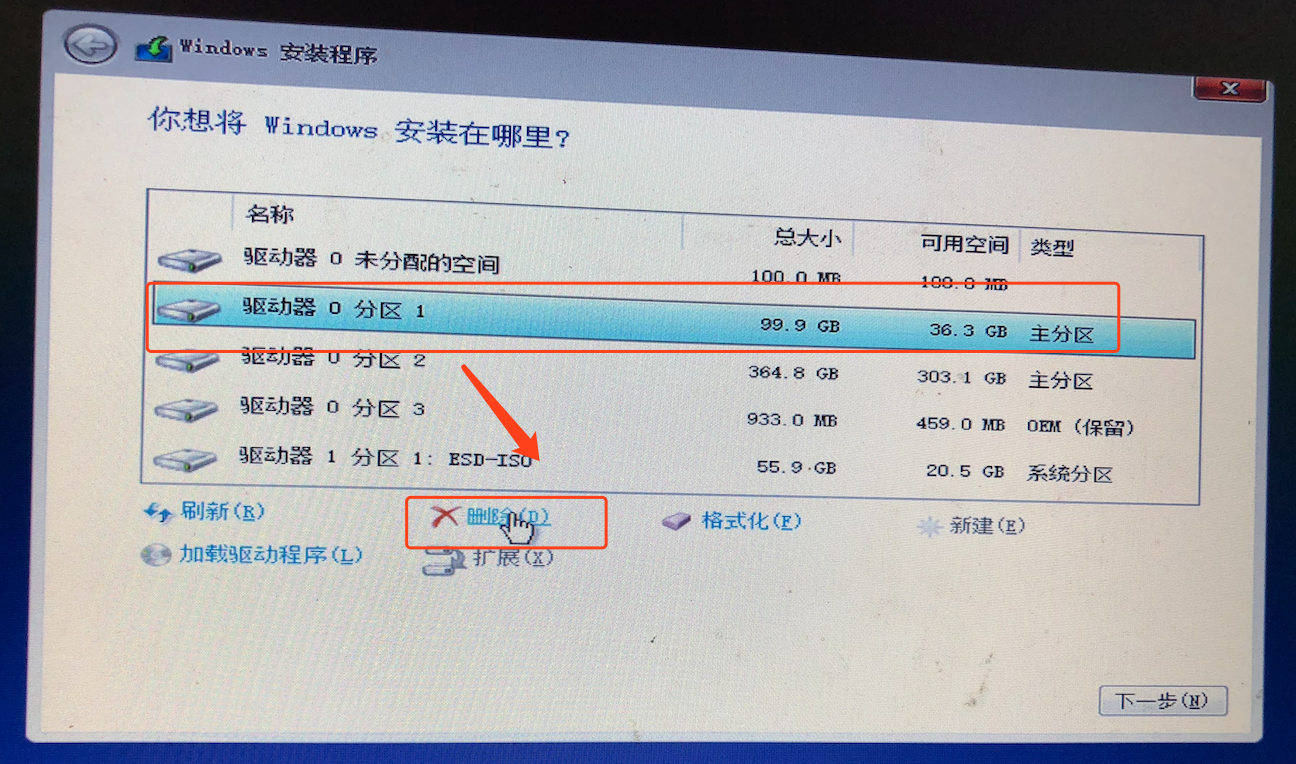 Windows 安装程序
你想将 Windows 安装在哪里?
名称 总大小 可用空间 类型
驱动器 0 未分配的空间 100.0 MB 100.0 MB
驱动器 0 分区 1 99.9 GB 36.3 GB 主分区
驱动器 0 分区 2 364.8 GB 303.1 GB 主分区
驱动器 0 分区 3 933.0 MB 459.0 MB OEM (保留)
驱动器 1 分区 1: ESD-ISO 55.9 GB 20.5 GB 系统分区
刷新(R) 删除(D) 格式化(F) 新建(E)
加载驱动程序(L) 扩展(X)
下一步(N)